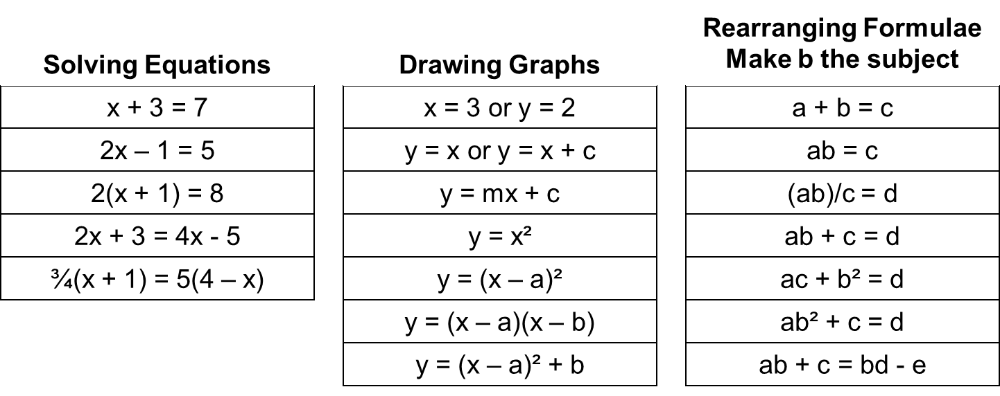 Solving Equations
x + 3 = 7
2x – 1 = 5
2(x + 1) = 8
2x + 3 = 4x - 5
¾(x + 1) = 5(4 – x)
Drawing Graphs
x = 3 or y = 2
y = x or y = x + c
y = mx + c
y = x²
y = (x – a)²
y = (x – a)(x – b)
y = (x – a)² + b
Rearranging Formulae
Make b the subject
a + b = c
ab = c
(ab)/c = d
ab + c = d
ac + b² = d
ab² + c = d
ab + c = bd - e